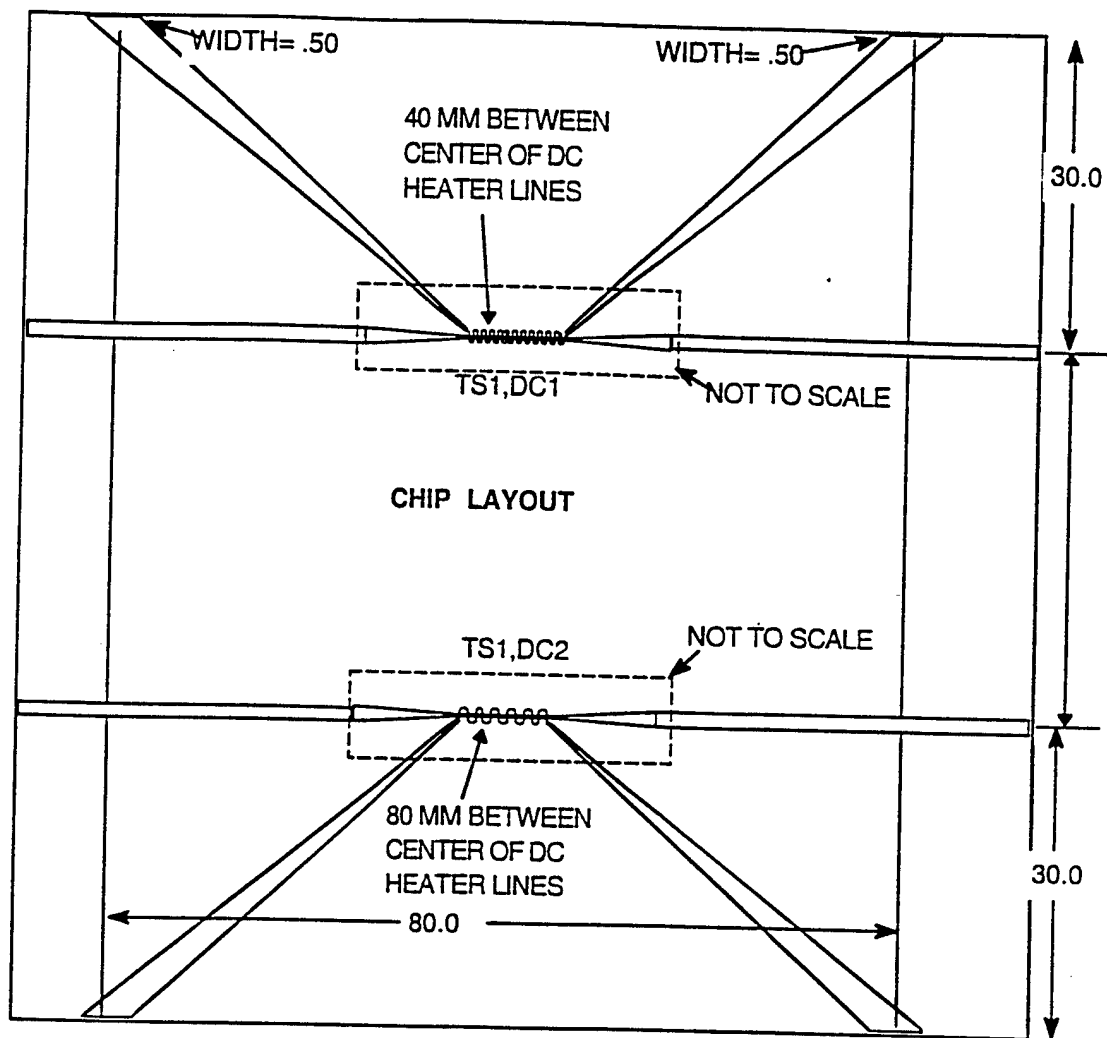 WIDTH= .50
WIDTH= .50
40 MM BETWEEN
CENTER OF DC
HEATER LINES
30.0
TS1,DC1
NOT TO SCALE
CHIP LAYOUT
TS1,DC2
NOT TO SCALE
80 MM BETWEEN
CENTER OF DC
HEATER LINES
30.0
80.0